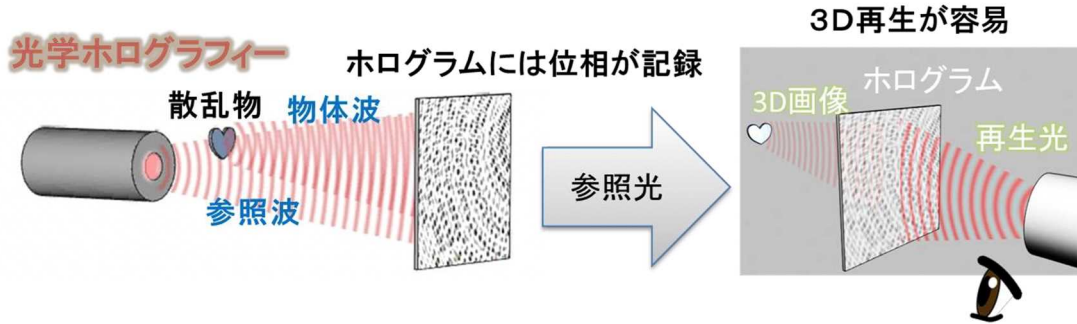 光学ホログラフィー
ホログラムには位相が記録
散乱物
物体波
参照波
参照光
3D再生が容易
ホログラム
3D画像
再生光